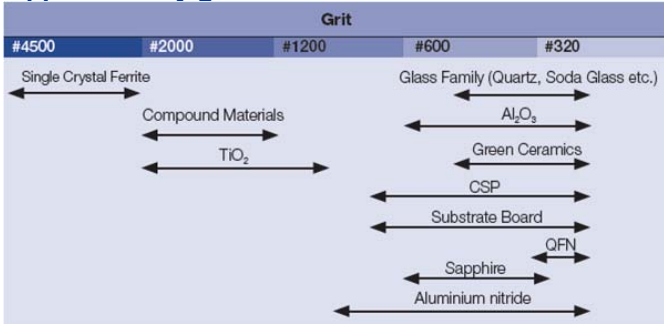 Grit
#4500 #2000 #1200 #600 #320
Single Crystal Ferrite
Glass Family (Quartz, Soda Glass etc.)
Compound Materials
Al₂O₃
TiO₂
Green Ceramics
CSP
Substrate Board
QFN
Sapphire
Aluminium nitride